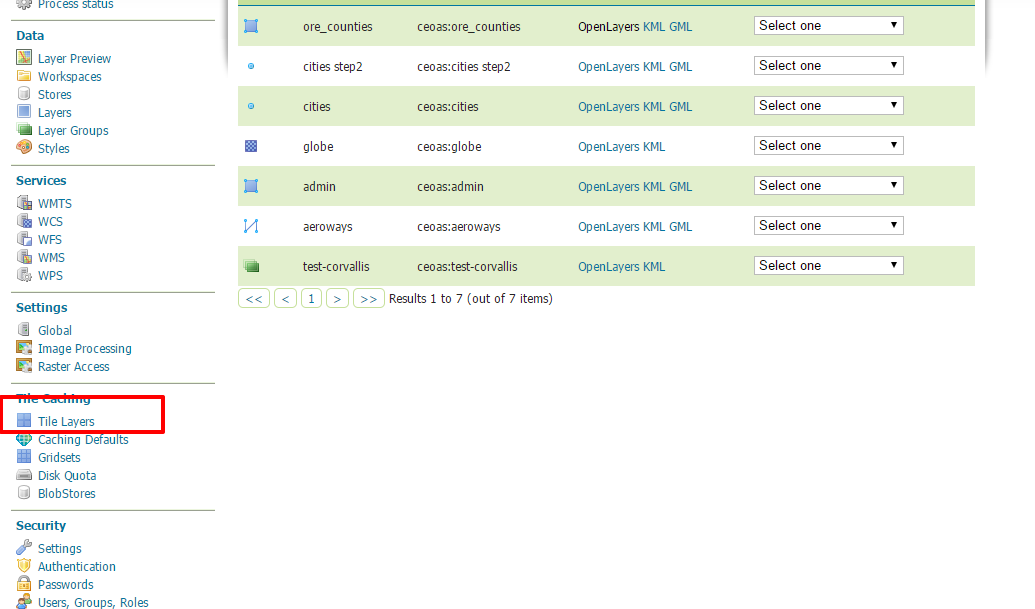 Process status
Data
Layer Preview
Workspaces
Stores
Layers
Layer Groups
Styles
Services
WMTS
WCS
WFS
WMS
WPS
Settings
Global
Image Processing
Raster Access
Tile Caching
Tile Layers
Caching Defaults
Gridsets
Disk Quota
BlobStores
Security
Settings
Authentication
Passwords
Users, Groups, Roles
ore_counties ceoas:ore_counties OpenLayers KML GML Select one
cities step2 ceoas:cities step2 OpenLayers KML GML Select one
cities ceoas:cities OpenLayers KML GML Select one
globe ceoas:globe OpenLayers KML Select one
admin ceoas:admin OpenLayers KML GML Select one
aeroways ceoas:aeroways OpenLayers KML GML Select one
test-corvallis ceoas:test-corvallis OpenLayers KML Select one
<< < 1 > >> Results 1 to 7 (out of 7 items)